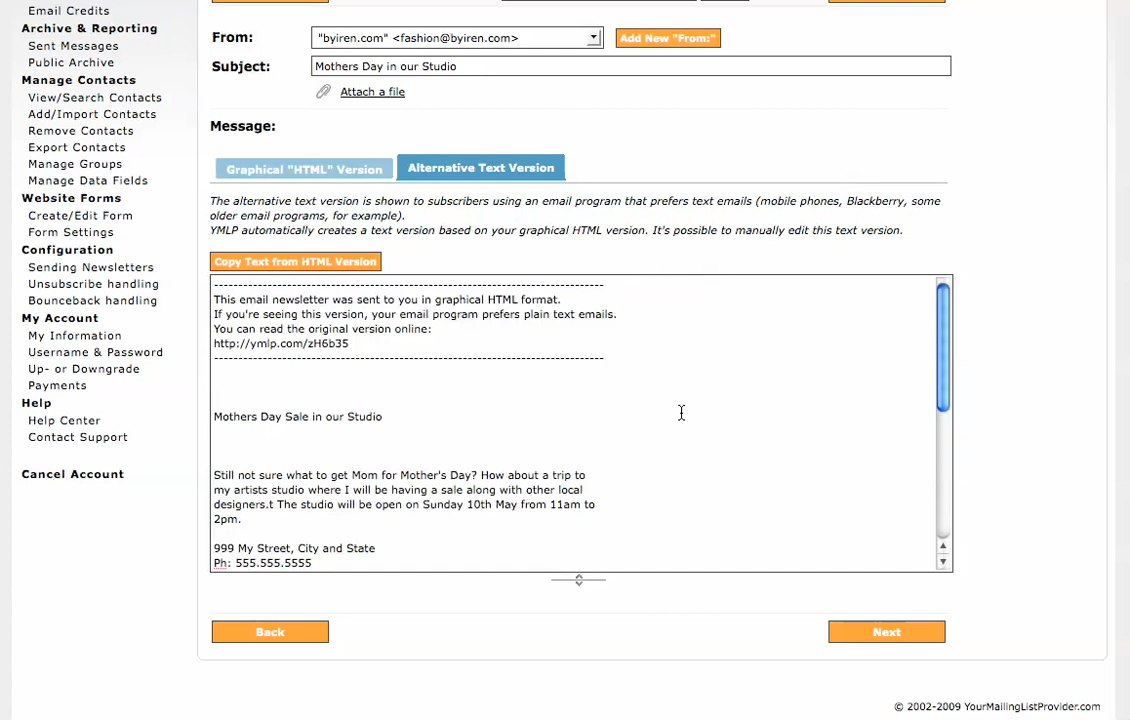 Email Credits
Archive & Reporting
Sent Messages
Public Archive
Manage Contacts
View/Search Contacts
Add/Import Contacts
Remove Contacts
Export Contacts
Manage Groups
Manage Data Fields
Website Forms
Create/Edit Form
Form Settings
Configuration
Sending Newsletters
Unsubscribe handling
Bounceback handling
My Account
My Information
Username & Password
Up- or Downgrade
Payments
Help
Help Center
Contact Support
Cancel Account
From: "byiren.com" <fashion@byiren.com> Add New "From:"
Subject: Mothers Day in our Studio
Attach a file
Message:
Graphical "HTML" Version Alternative Text Version
The alternative text version is shown to subscribers using an email program that prefers text emails (mobile phones, Blackberry, some
older email programs, for example).
YMLP automatically creates a text version based on your graphical HTML version. It's possible to manually edit this text version.
Copy Text from HTML Version
--------------------------------------------------------------------------------
This email newsletter was sent to you in graphical HTML format.
If you're seeing this version, your email program prefers plain text emails.
You can read the original version online:
http://ymlp.com/zH6b35
--------------------------------------------------------------------------------
Mothers Day Sale in our Studio
Still not sure what to get Mom for Mother's Day? How about a trip to
my artists studio where I will be having a sale along with other local
designers.t The studio will be open on Sunday 10th May from 11am to
2pm.
999 My Street, City and State
Ph: 555.555.5555
Back Next
© 2002-2009 YourMailingListProvider.com